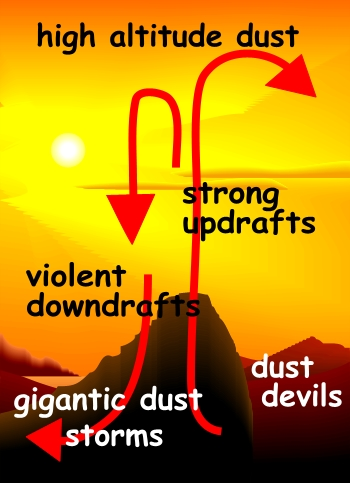 high altitude dust
strong
updrafts
violent
downdrafts
dust
devils
gigantic dust
storms